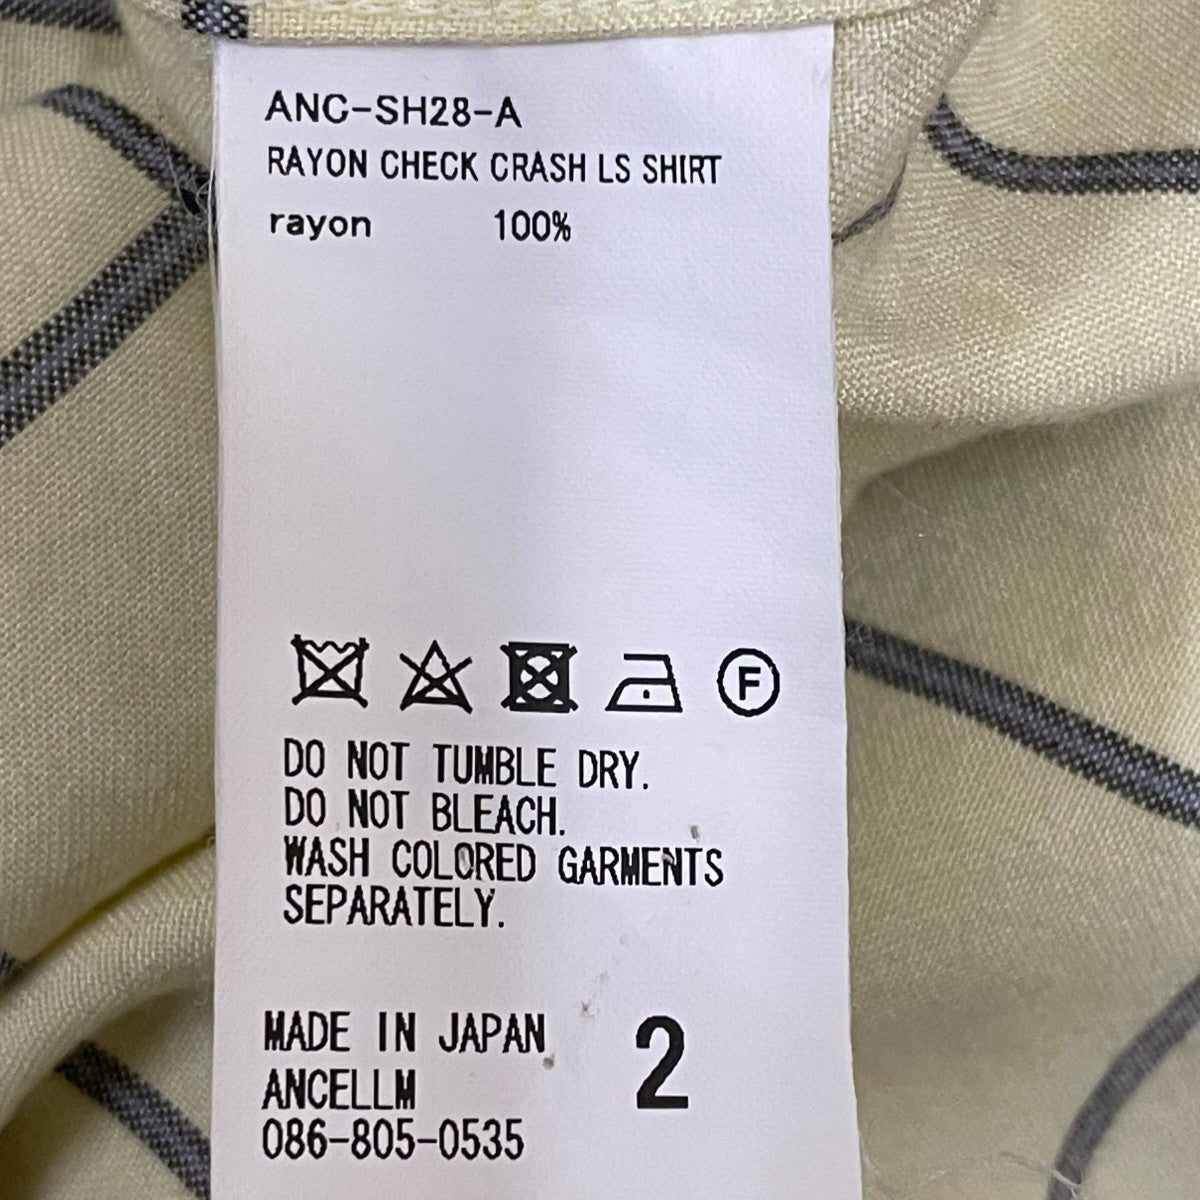 ANC-SH28-A
RAYON CHECK CRASH LS SHIRT
rayon 100%
F
DO NOT TUMBLE DRY.
DO NOT BLEACH.
WASH COLORED GARMENTS
SEPARATELY.
MADE IN JAPAN 2
ANCELLM
086-805-0535